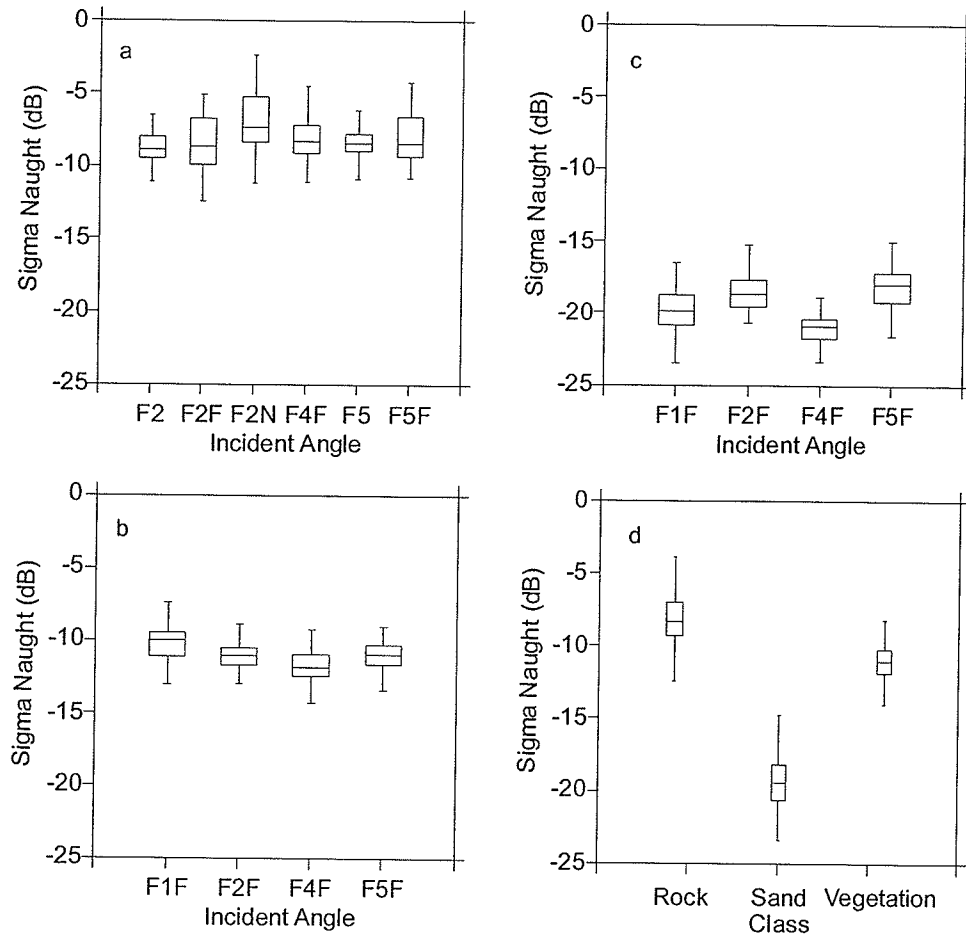 a
Sigma Naught (dB)
0
-5
-10
-15
-20
-25
F2 F2F F2N F4F F5 F5F
Incident Angle
c
Sigma Naught (dB)
0
-5
-10
-15
-20
-25
F1F F2F F4F F5F
Incident Angle
b
Sigma Naught (dB)
0
-5
-10
-15
-20
-25
F1F F2F F4F F5F
Incident Angle
d
Sigma Naught (dB)
0
-5
-10
-15
-20
-25
Rock Sand Vegetation
Class